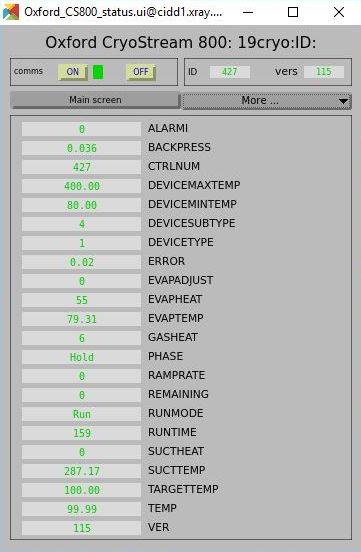 Oxford_CS800_status.ui@cidd1.xray....
Oxford CryoStream 800: 19cryo:ID:
comms ON OFF ID 427 vers 115
Main screen More ...
0 ALARMI
0.036 BACKPRESS
427 CTRLNUM
400.00 DEVICEMAXTEMP
80.00 DEVICEMINTEMP
4 DEVICESUBTYPE
1 DEVICETYPE
0.02 ERROR
0 EVAPADJUST
55 EVAPHEAT
79.31 EVAPTEMP
6 GASHEAT
Hold PHASE
0 RAMPRATE
0 REMAINING
Run RUNMODE
159 RUNTIME
0 SUCTHEAT
287.17 SUCTTEMP
100.00 TARGETTEMP
99.99 TEMP
115 VER